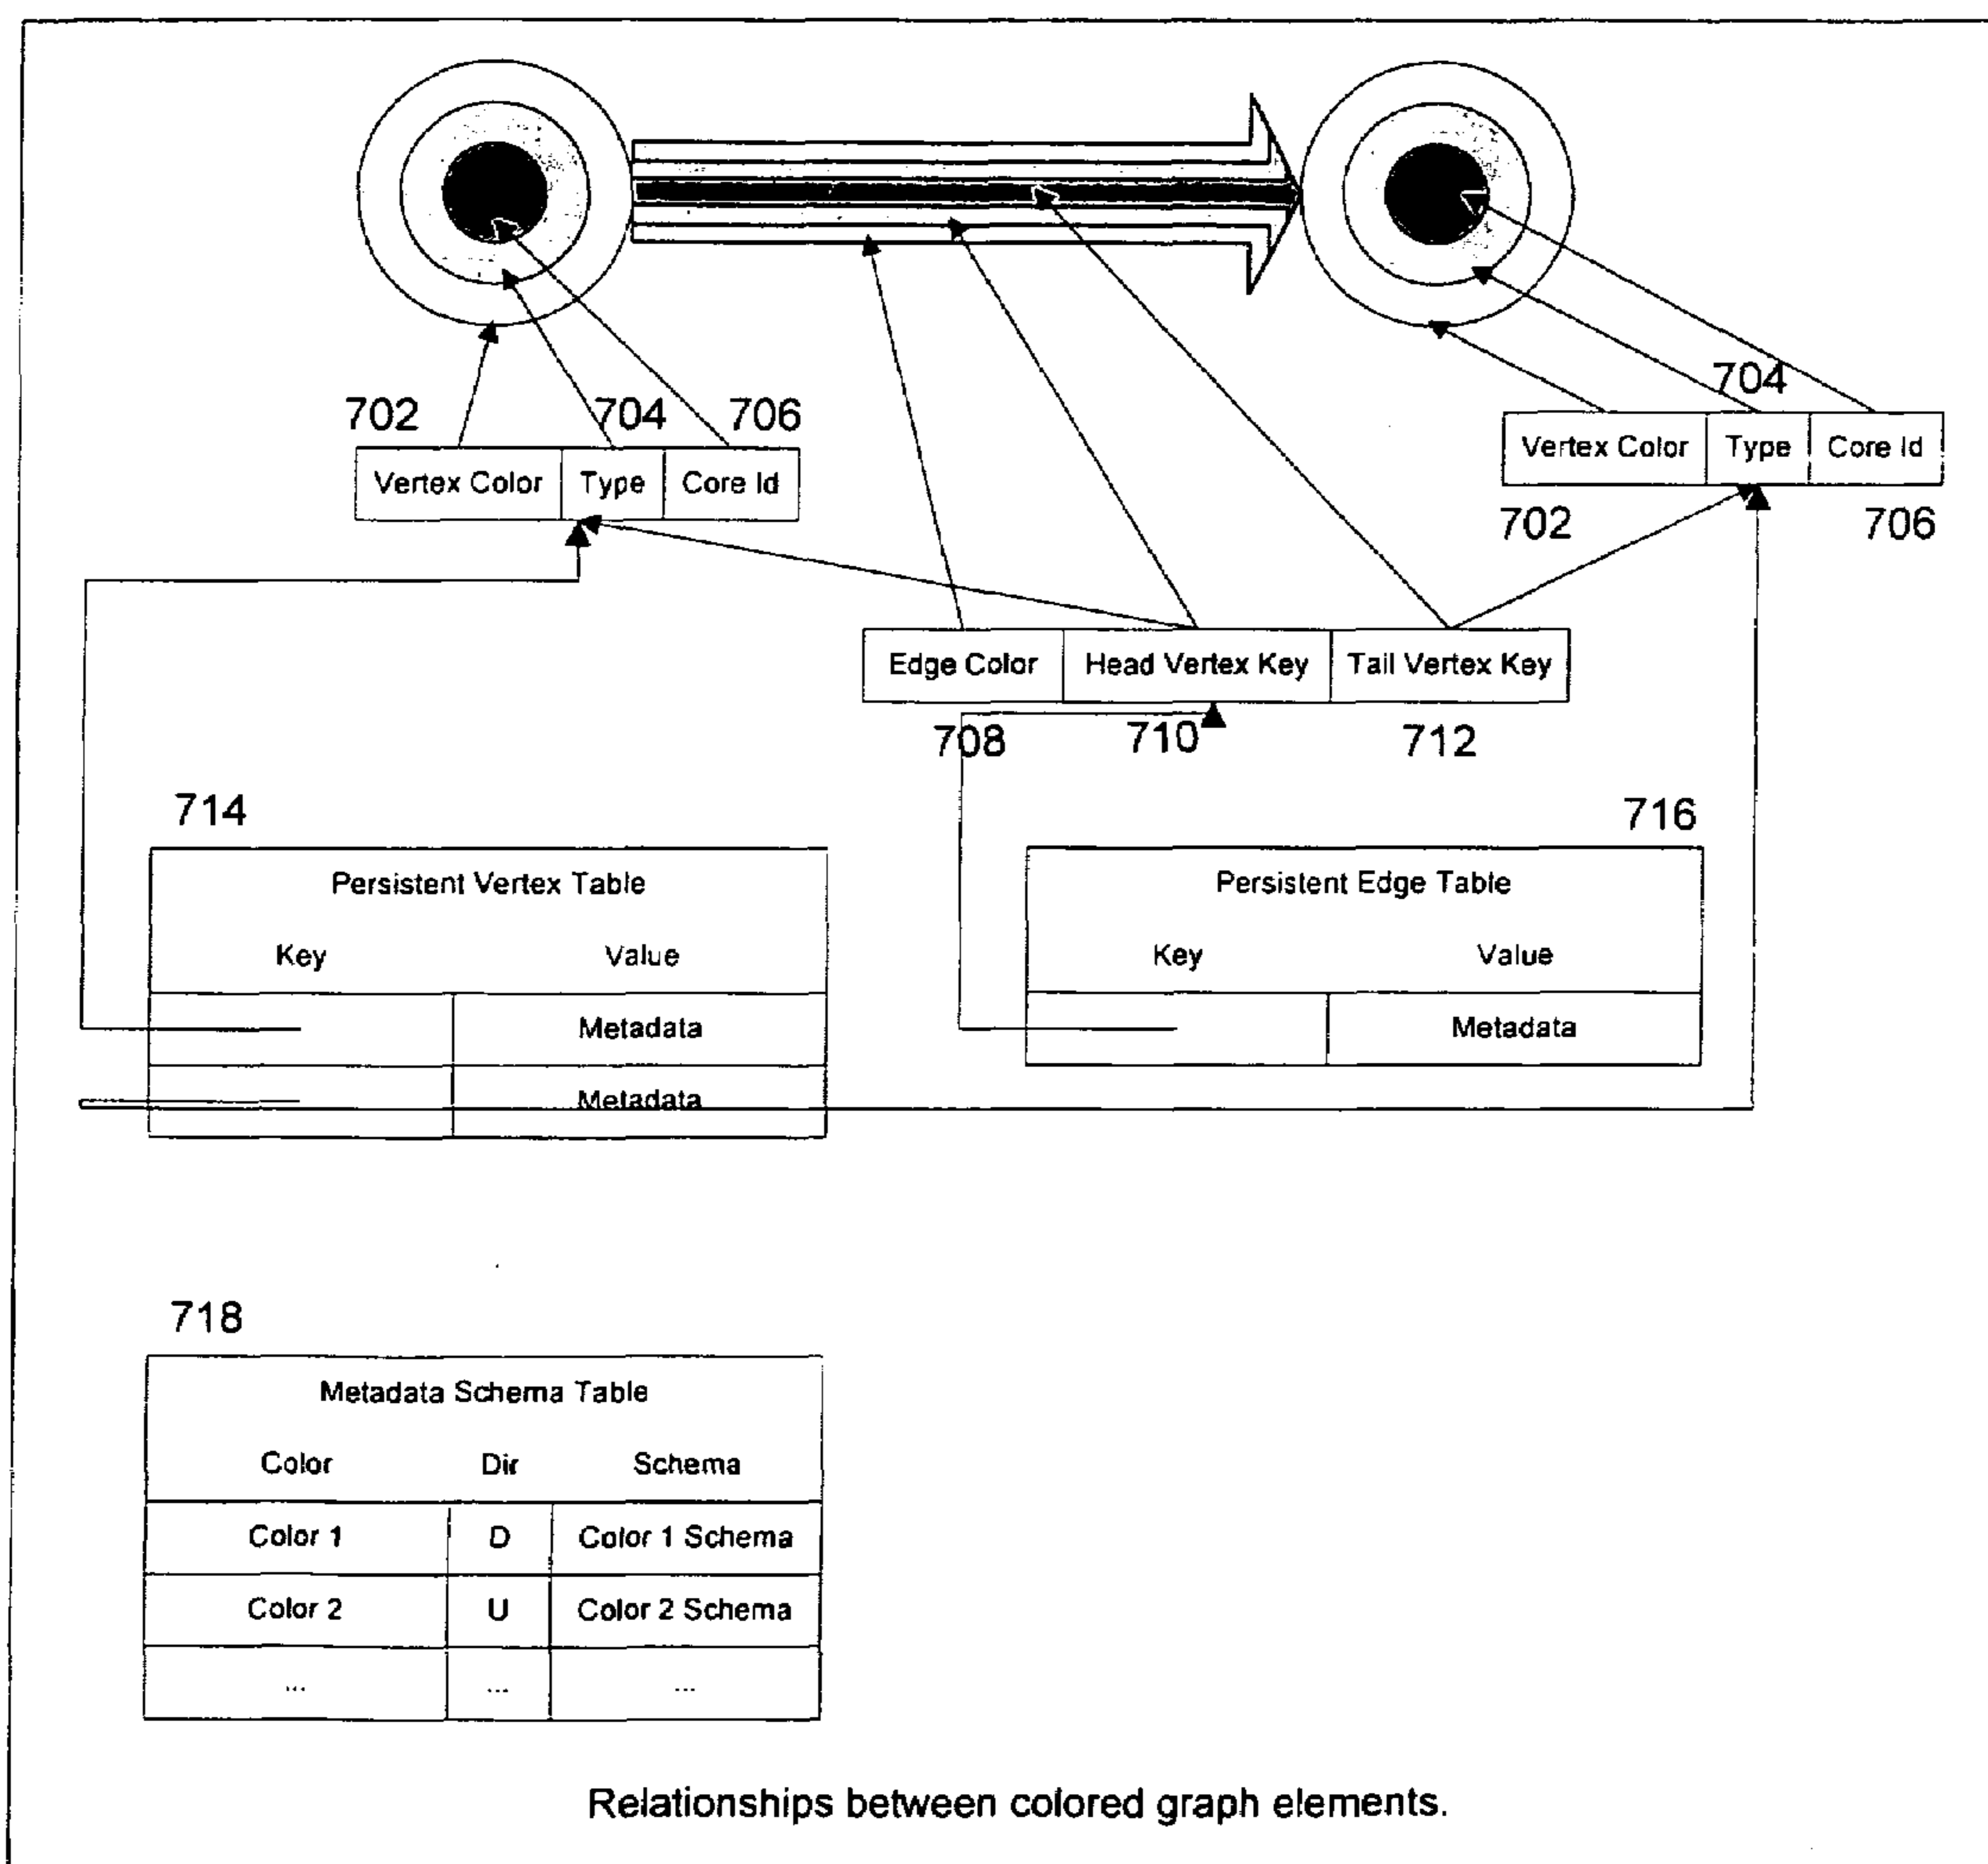 704
702 704 706
Vertex Color Type Core Id
Vertex Color Type Core Id
702 706
Edge Color Head Vertex Key Tail Vertex Key
708 710 712
714
716
Persistent Vertex Table
Key Value
Metadata
Metadata
Persistent Edge Table
Key Value
Metadata
718
Metadata Schema Table
Color Dir Schema
Color 1 D Color 1 Schema
Color 2 U Color 2 Schema
... ... ...
Relationships between colored graph elements.